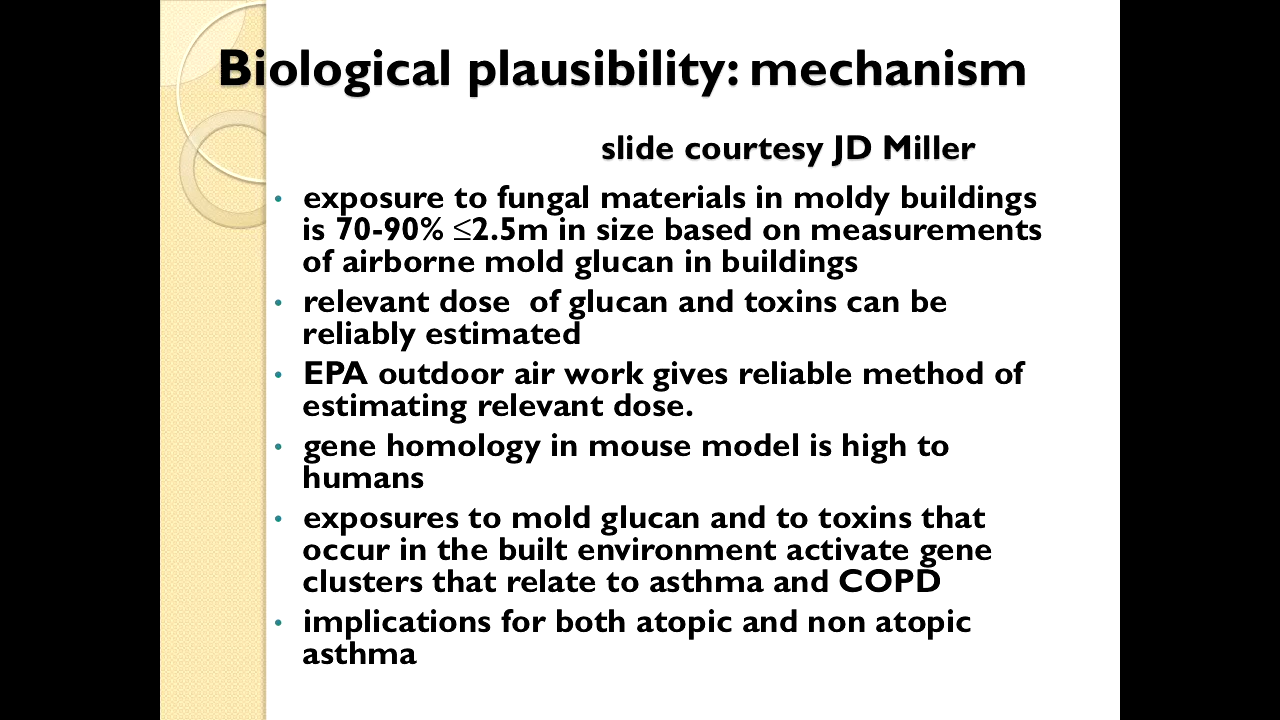 Biological plausibility: mechanism
slide courtesy JD Miller
• exposure to fungal materials in moldy buildings
is 70-90% ≤2.5m in size based on measurements
of airborne mold glucan in buildings
• relevant dose  of glucan and toxins can be
reliably estimated
• EPA outdoor air work gives reliable method of
estimating relevant dose.
• gene homology in mouse model is high to
humans
• exposures to mold glucan and to toxins that
occur in the built environment activate gene
clusters that relate to asthma and COPD
• implications for both atopic and non atopic
asthma